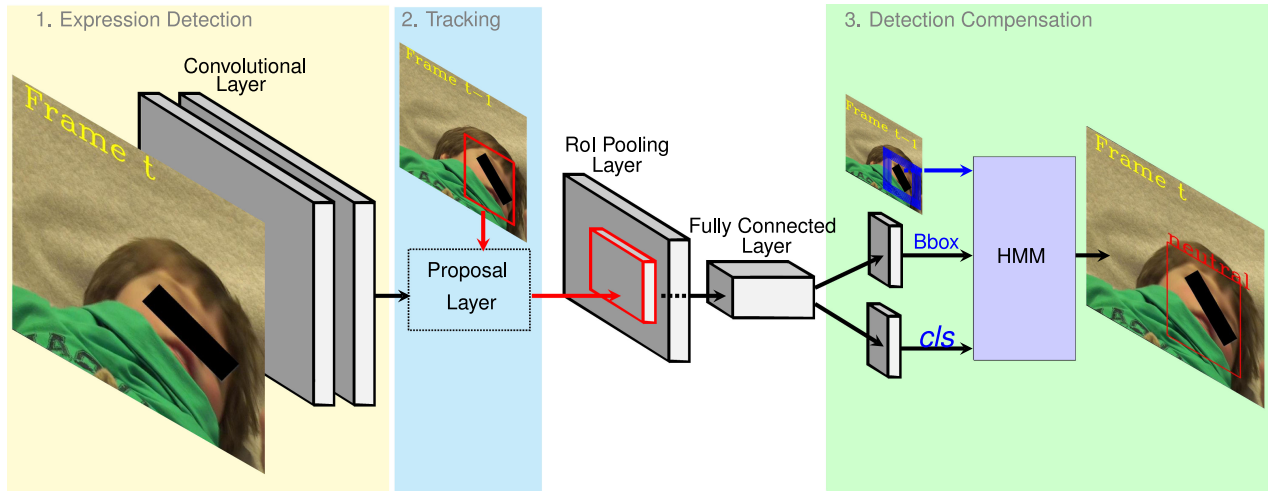 1. Expression Detection
2. Tracking
3. Detection Compensation
Convolutional
Layer
Frame t
Frame t-1
Proposal
Layer
RoI Pooling
Layer
Fully Connected
Layer
Frame t-1
Bbox
cls
HMM
Frame t
neutral